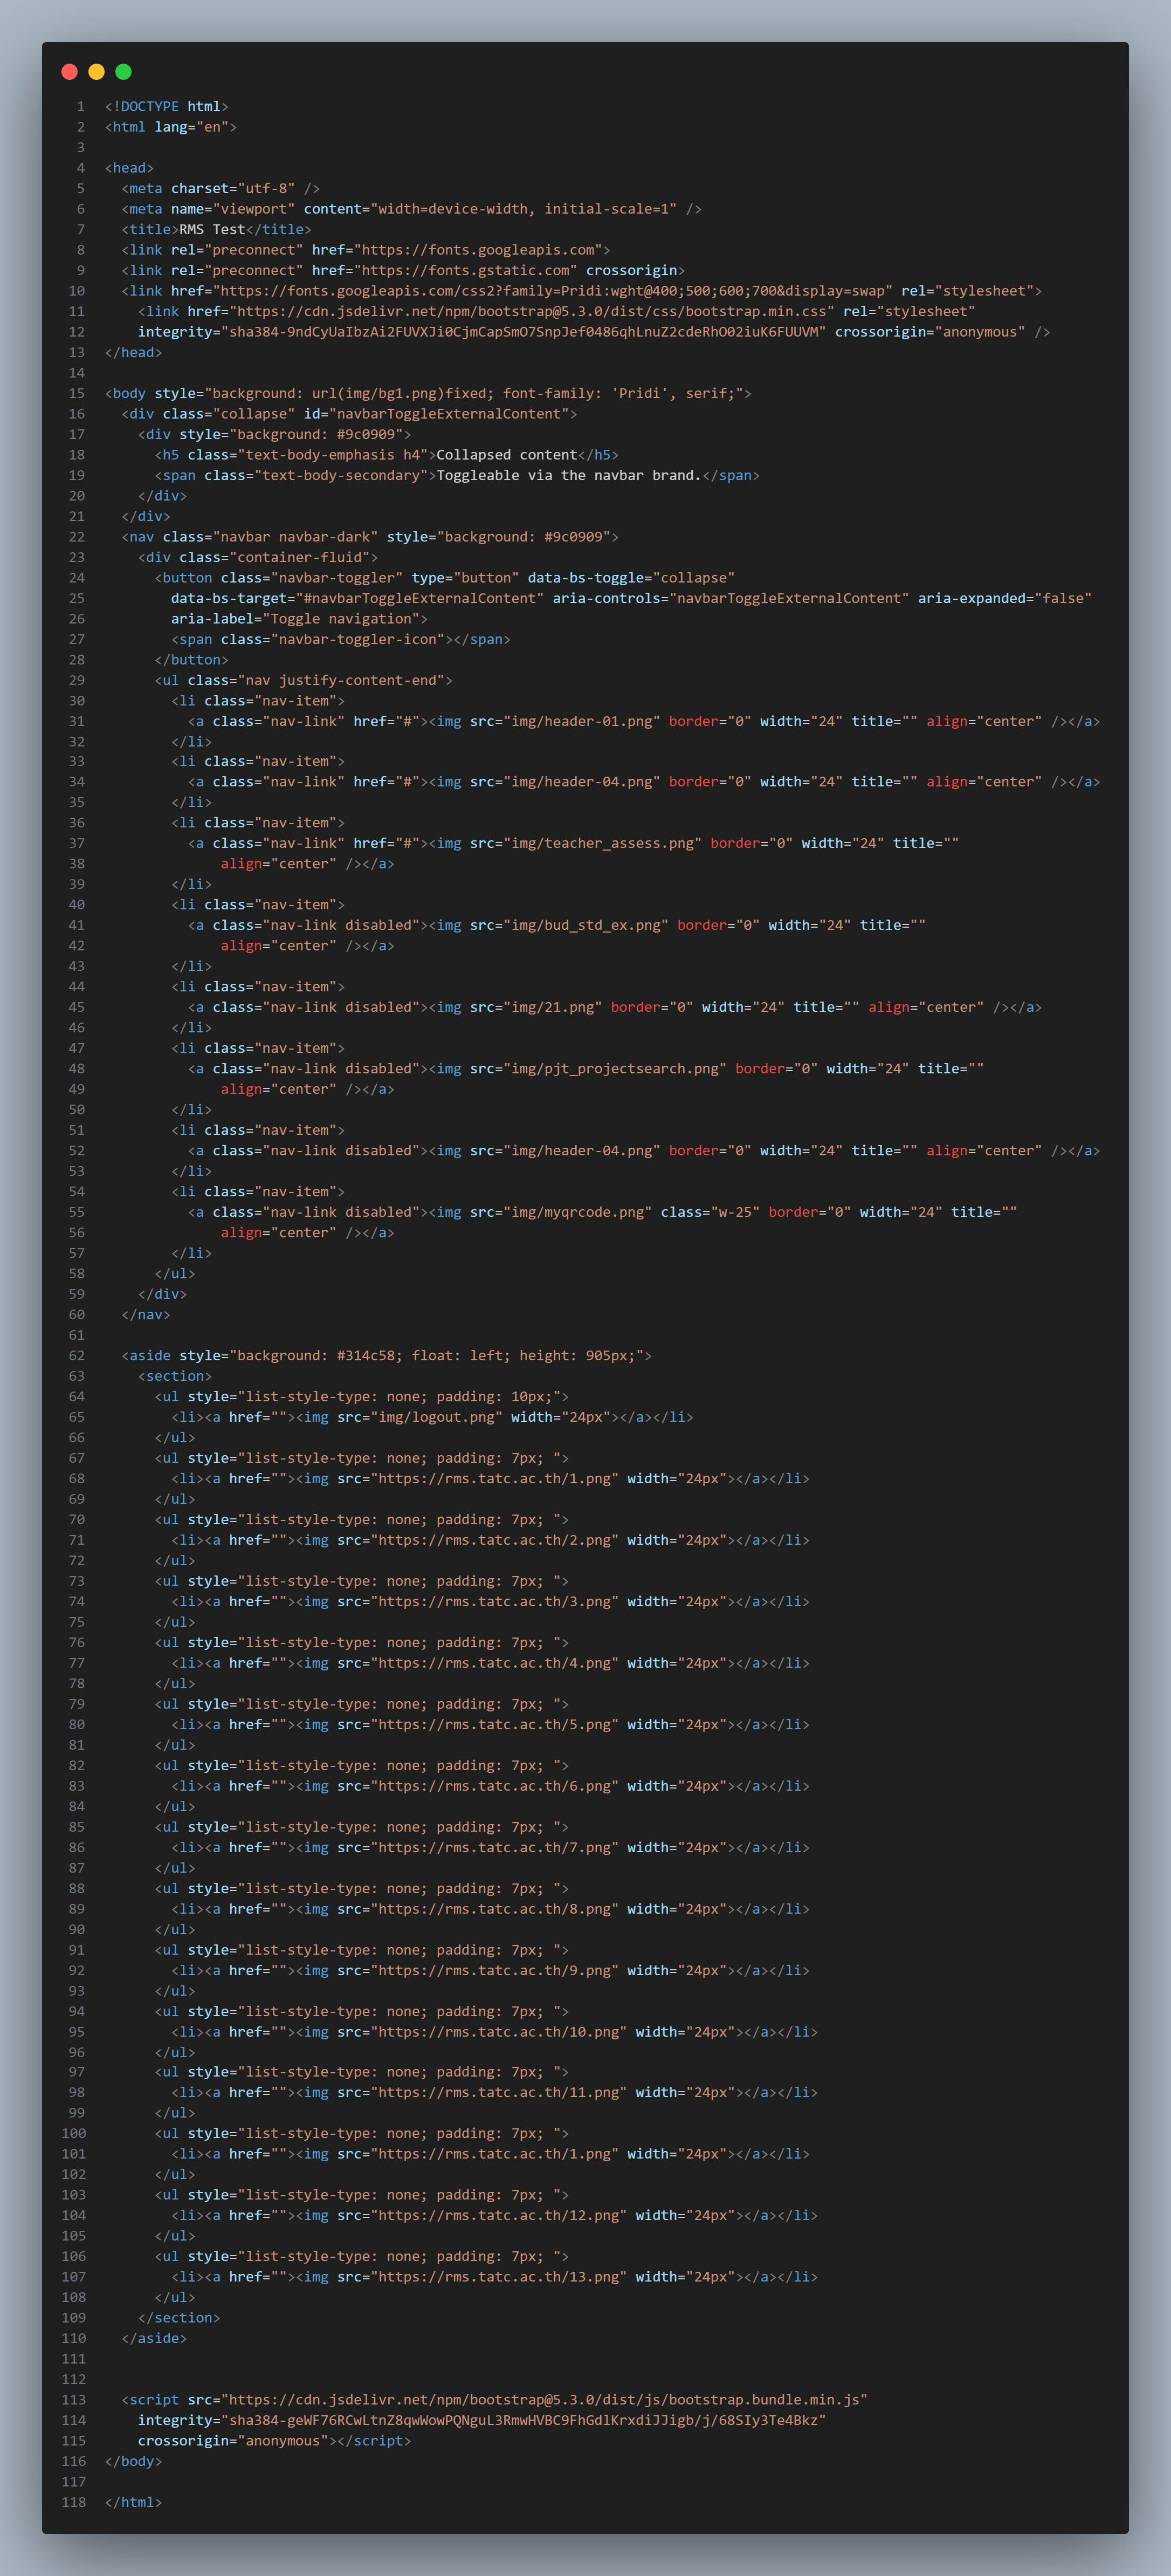 1 <!DOCTYPE html>
2 <html lang="en">
3
4 <head>
5   <meta charset="utf-8" />
6   <meta name="viewport" content="width=device-width, initial-scale=1" />
7   <title>RMS Test</title>
8   <link rel="preconnect" href="https://fonts.googleapis.com">
9   <link rel="preconnect" href="https://fonts.gstatic.com" crossorigin>
10   <link href="https://fonts.googleapis.com/css2?family=Pridi:wght@400;500;600;700&display=swap" rel="stylesheet">
11     <link href="https://cdn.jsdelivr.net/npm/bootstrap@5.3.0/dist/css/bootstrap.min.css" rel="stylesheet"
12     integrity="sha384-9ndCyUaIbzAi2FUVXJi0CjmCapSmO7SnpJef0486qhLnuZ2cdeRhO02iuK6FUUVM" crossorigin="anonymous" />
13 </head>
14
15 <body style="background: url(img/bg1.png)fixed; font-family: 'Pridi', serif;">
16   <div class="collapse" id="navbarToggleExternalContent">
17     <div style="background: #9c0909">
18       <h5 class="text-body-emphasis h4">Collapsed content</h5>
19       <span class="text-body-secondary">Toggleable via the navbar brand.</span>
20     </div>
21   </div>
22   <nav class="navbar navbar-dark" style="background: #9c0909">
23     <div class="container-fluid">
24       <button class="navbar-toggler" type="button" data-bs-toggle="collapse"
25         data-bs-target="#navbarToggleExternalContent" aria-controls="navbarToggleExternalContent" aria-expanded="false"
26         aria-label="Toggle navigation">
27         <span class="navbar-toggler-icon"></span>
28       </button>
29       <ul class="nav justify-content-end">
30         <li class="nav-item">
31           <a class="nav-link" href="#"><img src="img/header-01.png" border="0" width="24" title="" align="center" /></a>
32         </li>
33         <li class="nav-item">
34           <a class="nav-link" href="#"><img src="img/header-04.png" border="0" width="24" title="" align="center" /></a>
35         </li>
36         <li class="nav-item">
37           <a class="nav-link" href="#"><img src="img/teacher_assess.png" border="0" width="24" title=""
38               align="center" /></a>
39         </li>
40         <li class="nav-item">
41           <a class="nav-link disabled"><img src="img/bud_std_ex.png" border="0" width="24" title=""
42               align="center" /></a>
43         </li>
44         <li class="nav-item">
45           <a class="nav-link disabled"><img src="img/21.png" border="0" width="24" title="" align="center" /></a>
46         </li>
47         <li class="nav-item">
48           <a class="nav-link disabled"><img src="img/pjt_projectsearch.png" border="0" width="24" title=""
49               align="center" /></a>
50         </li>
51         <li class="nav-item">
52           <a class="nav-link disabled"><img src="img/header-04.png" border="0" width="24" title="" align="center" /></a>
53         </li>
54         <li class="nav-item">
55           <a class="nav-link disabled"><img src="img/myqrcode.png" class="w-25" border="0" width="24" title=""
56               align="center" /></a>
57         </li>
58       </ul>
59     </div>
60   </nav>
61
62   <aside style="background: #314c58; float: left; height: 905px;">
63     <section>
64       <ul style="list-style-type: none; padding: 10px;">
65         <li><a href=""><img src="img/logout.png" width="24px"></a></li>
66       </ul>
67       <ul style="list-style-type: none; padding: 7px; ">
68         <li><a href=""><img src="https://rms.tatc.ac.th/1.png" width="24px"></a></li>
69       </ul>
70       <ul style="list-style-type: none; padding: 7px; ">
71         <li><a href=""><img src="https://rms.tatc.ac.th/2.png" width="24px"></a></li>
72       </ul>
73       <ul style="list-style-type: none; padding: 7px; ">
74         <li><a href=""><img src="https://rms.tatc.ac.th/3.png" width="24px"></a></li>
75       </ul>
76       <ul style="list-style-type: none; padding: 7px; ">
77         <li><a href=""><img src="https://rms.tatc.ac.th/4.png" width="24px"></a></li>
78       </ul>
79       <ul style="list-style-type: none; padding: 7px; ">
80         <li><a href=""><img src="https://rms.tatc.ac.th/5.png" width="24px"></a></li>
81       </ul>
82       <ul style="list-style-type: none; padding: 7px; ">
83         <li><a href=""><img src="https://rms.tatc.ac.th/6.png" width="24px"></a></li>
84       </ul>
85       <ul style="list-style-type: none; padding: 7px; ">
86         <li><a href=""><img src="https://rms.tatc.ac.th/7.png" width="24px"></a></li>
87       </ul>
88       <ul style="list-style-type: none; padding: 7px; ">
89         <li><a href=""><img src="https://rms.tatc.ac.th/8.png" width="24px"></a></li>
90       </ul>
91       <ul style="list-style-type: none; padding: 7px; ">
92         <li><a href=""><img src="https://rms.tatc.ac.th/9.png" width="24px"></a></li>
93       </ul>
94       <ul style="list-style-type: none; padding: 7px; ">
95         <li><a href=""><img src="https://rms.tatc.ac.th/10.png" width="24px"></a></li>
96       </ul>
97       <ul style="list-style-type: none; padding: 7px; ">
98         <li><a href=""><img src="https://rms.tatc.ac.th/11.png" width="24px"></a></li>
99       </ul>
100       <ul style="list-style-type: none; padding: 7px; ">
101         <li><a href=""><img src="https://rms.tatc.ac.th/1.png" width="24px"></a></li>
102       </ul>
103       <ul style="list-style-type: none; padding: 7px; ">
104         <li><a href=""><img src="https://rms.tatc.ac.th/12.png" width="24px"></a></li>
105       </ul>
106       <ul style="list-style-type: none; padding: 7px; ">
107         <li><a href=""><img src="https://rms.tatc.ac.th/13.png" width="24px"></a></li>
108       </ul>
109     </section>
110   </aside>
111
112
113   <script src="https://cdn.jsdelivr.net/npm/bootstrap@5.3.0/dist/js/bootstrap.bundle.min.js"
114     integrity="sha384-geWF76RCwLtnZ8qwWowPQNguL3RmwHVBC9FhGdlKrxdiJJigb/j/68SIy3Te4Bkz"
115     crossorigin="anonymous"></script>
116 </body>
117
118 </html>